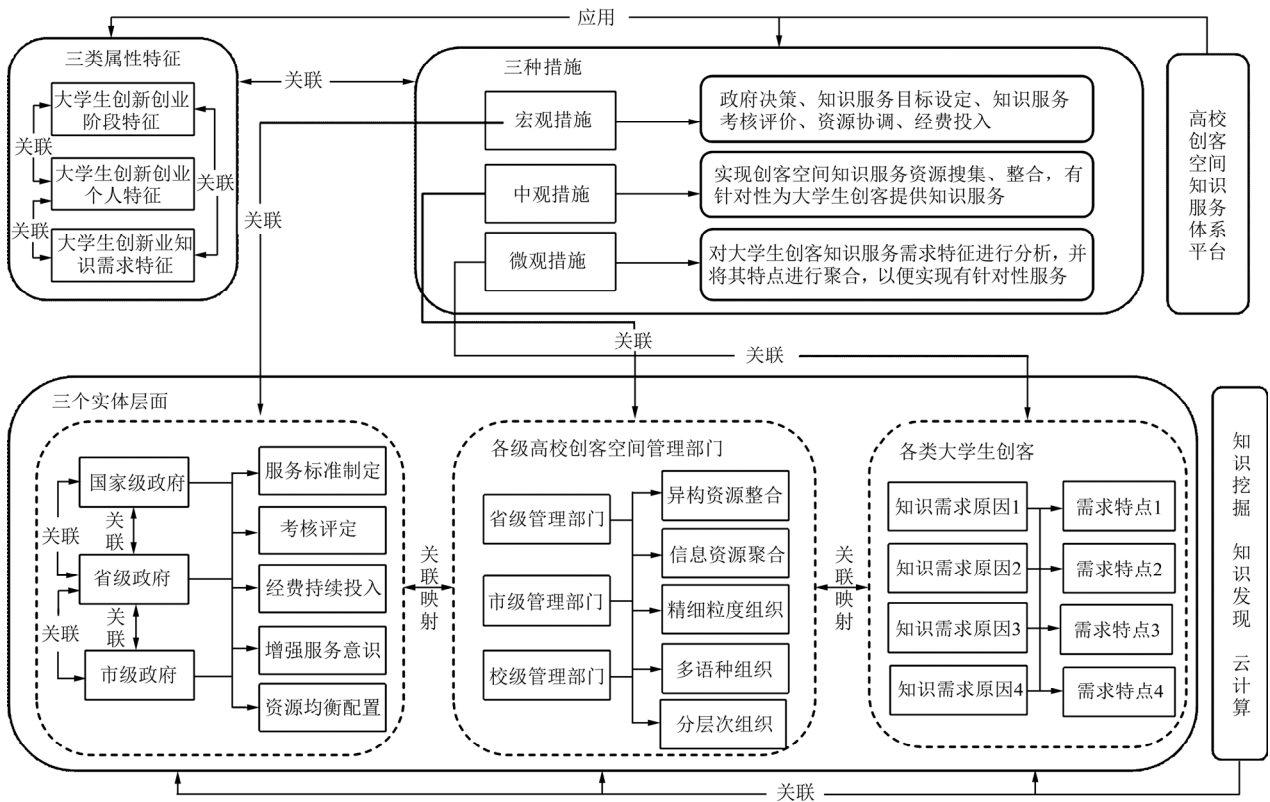 应用
三类属性特征
大学生创新创业
阶段特征
关联
大学生创新创业
个人特征
关联
关联
大学生创新业知
识需求特征
关联
三种措施
宏观措施
政府决策、知识服务目标设定、知识服务
考核评价、资源协调、经费投入
中观措施
实现创客空间知识服务资源搜集、整合，有
针对性为大学生创客提供知识服务
微观措施
对大学生创客知识服务需求特征进行分析，并
将其特点进行聚合，以便实现有针对性服务
高校
创客
空间
知识
服务
体系
平台
关联
关联
关联
三个实体层面
国家级政府
关联
关
联
省级政府
关联
关
联
市级政府
服务标准制定
考核评定
经费持续投入
增强服务意识
资源均衡配置
关
联
映
射
各级高校创客空间管理部门
省级管理部门
市级管理部门
校级管理部门
异构资源整合
信息资源聚合
精细粒度组织
多语种组织
分层次组织
关
联
映
射
各类大学生创客
知识需求原因1
需求特点1
知识需求原因2
需求特点2
知识需求原因3
需求特点3
知识需求原因4
需求特点4
知
识
挖
掘
知
识
发
现
云
计
算
关联